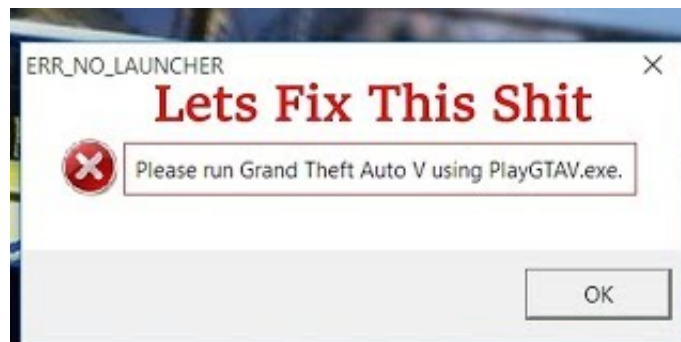 ERR_NO_LAUNCHER
Lets Fix This Shit
Please run Grand Theft Auto V using PlayGTAV.exe.
OK